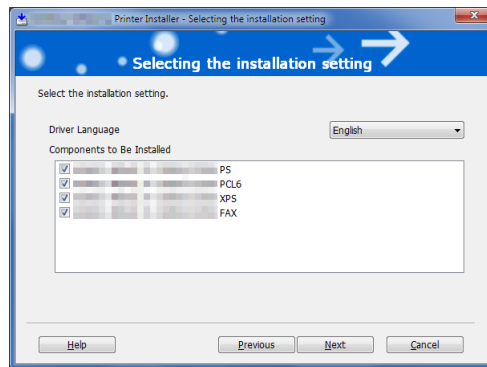 Printer Installer - Selecting the installation setting
Selecting the installation setting
Select the installation setting.
Driver Language English
Components to Be Installed
PS
PCL6
XPS
FAX
Help Previous Next Cancel